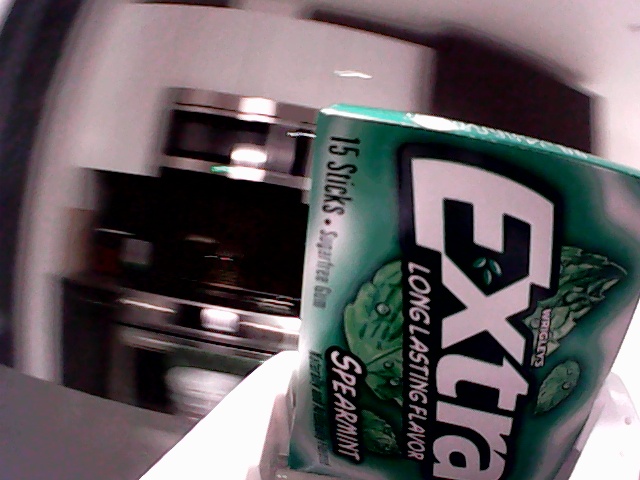 WRIGLEY'S
Extra
LONG LASTING FLAVOR
SPEARMINT
15 Sticks • Sugarfree Gum